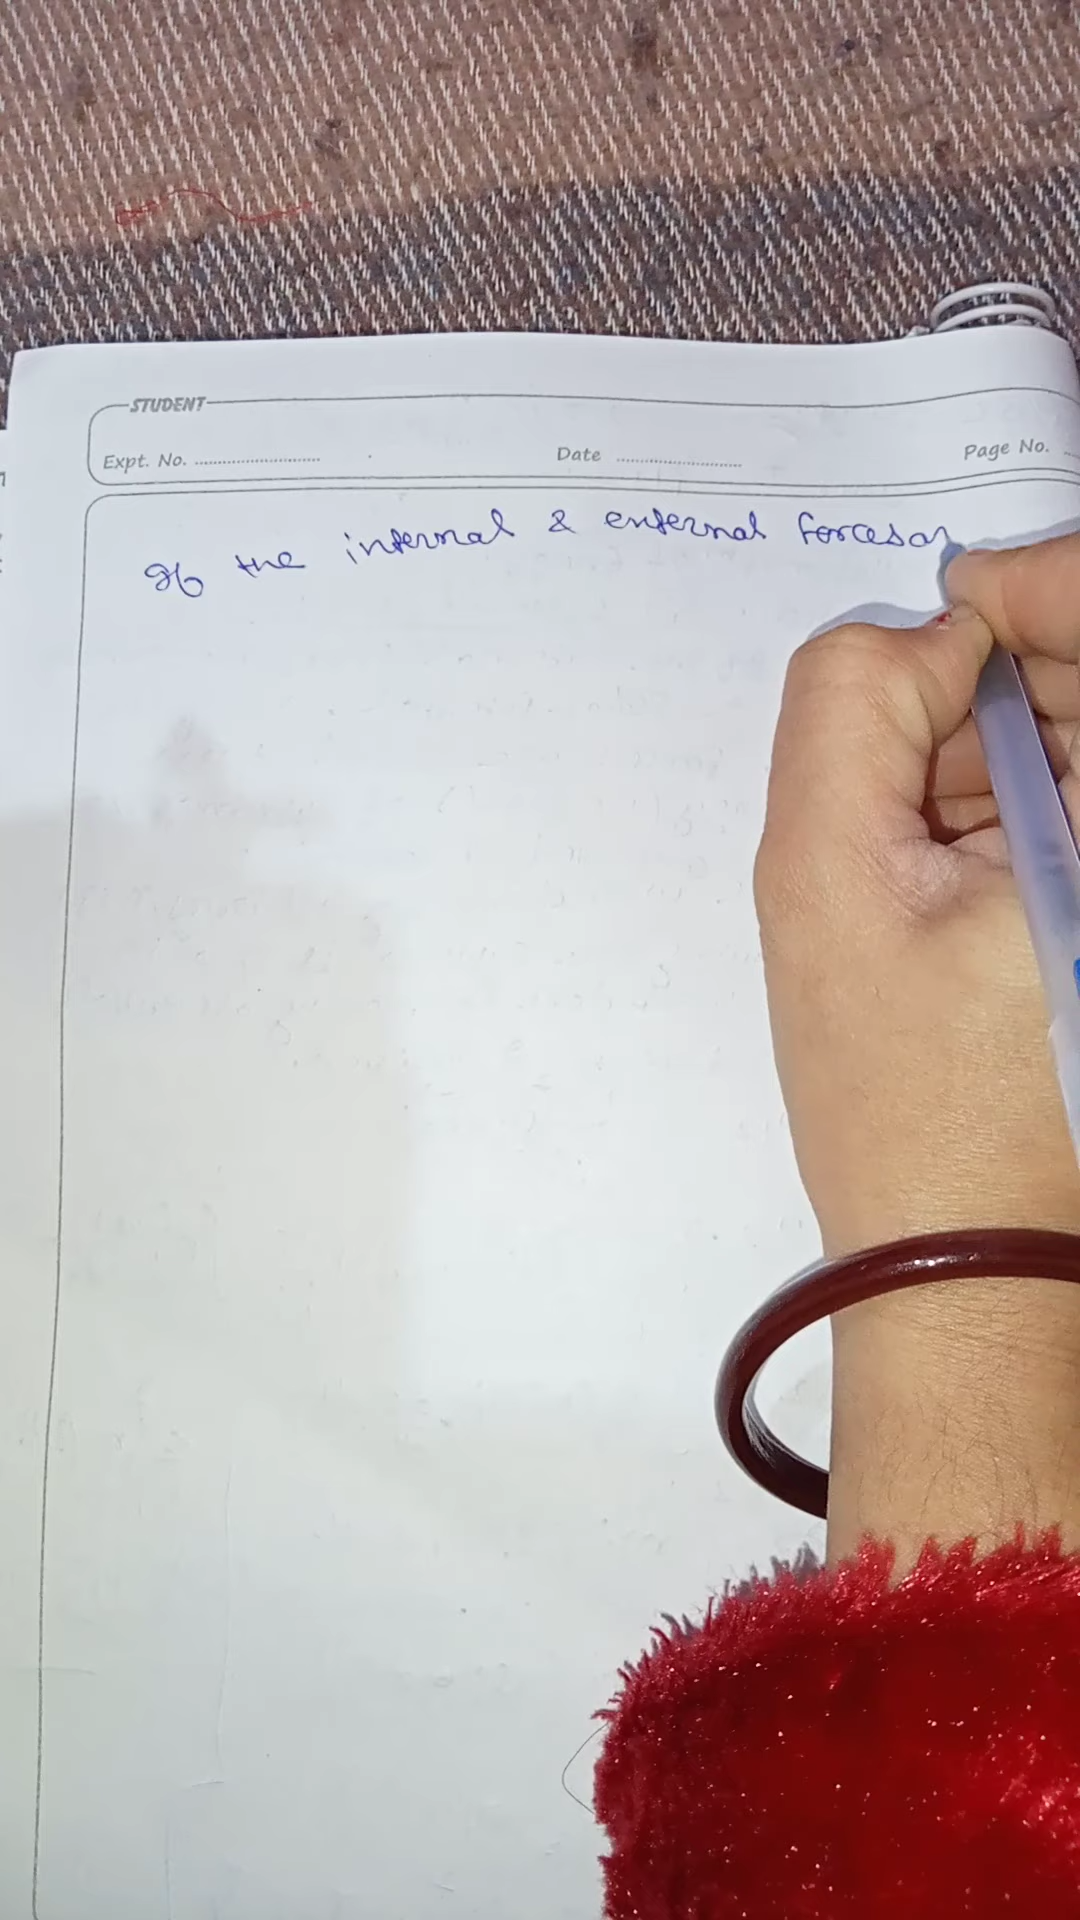 STUDENT
Expt. No. Date Page No.
If the internal & external forces